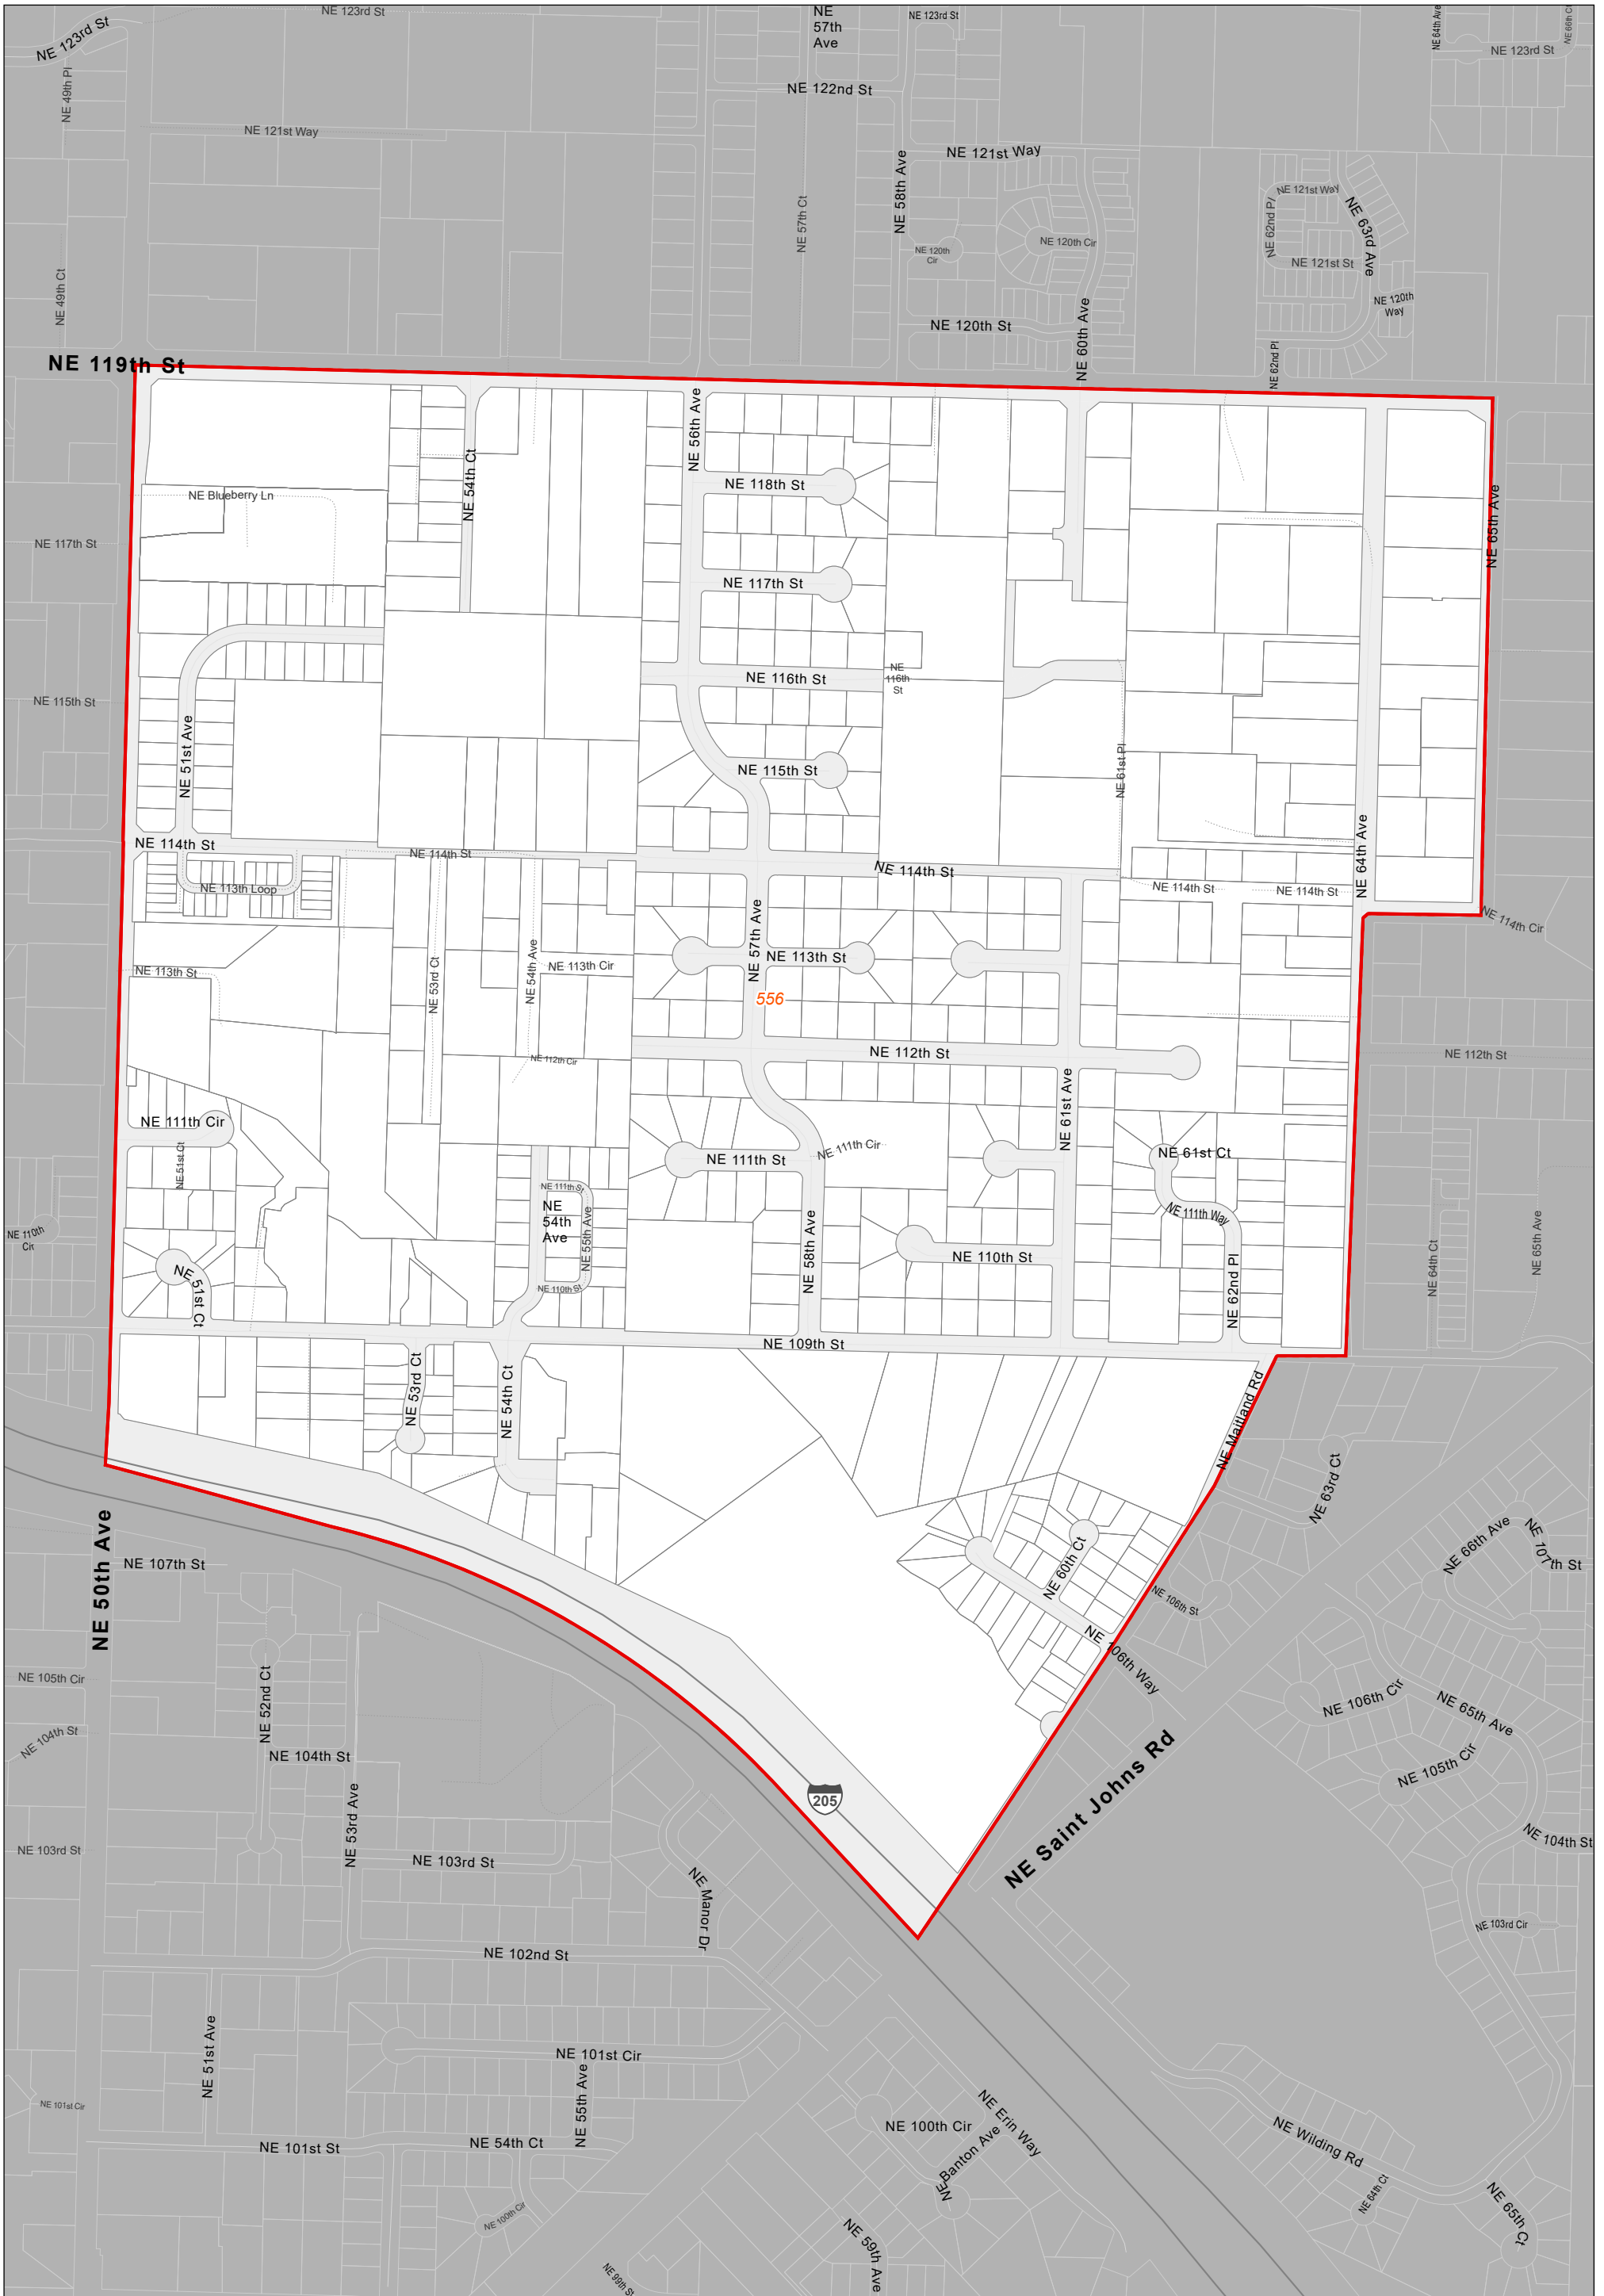 NE 123rd St
NE 123rd St
NE
57th
Ave
NE 123rd St
NE 64th Ave
NE 123rd St
NE 66th Ct
NE 49th Pl
NE 122nd St
NE 121st Way
NE 121st Way
NE 58th Ave
NE 57th Ct
NE 121st Way
NE 62nd Pl
NE 63rd Ave
NE 120th
Cir
NE 120th Cir
NE 121st St
NE 49th Ct
NE 120th
Way
NE 120th St
NE 60th Ave
NE 62nd Pl
NE 119th St
NE 56th Ave
NE 54th Ct
NE 118th St
NE Blueberry Ln
NE 65th Ave
NE 117th St
NE 117th St
NE
116th
St
NE 116th St
NE 115th St
NE 51st Ave
NE 115th St
NE 61st Pl
NE 64th Ave
NE 114th St
NE 114th St
NE 114th St
NE 113th Loop
NE 114th St
NE 114th St
NE 114th Cir
NE 57th Ave
NE 113th St
NE 113th St
NE 53rd Ct
NE 54th Ave
NE 113th Cir
556
NE 112th Cir
NE 112th St
NE 112th St
NE 61st Ave
NE 111th Cir
NE 51st Ct
NE 111th St
NE 111th Cir
NE 61st Ct
NE 111th St
NE
54th
Ave
NE 55th Ave
NE 111th Way
NE 110th
Cir
NE 58th Ave
NE 110th St
NE 62nd Pl
NE 64th Ct
NE 65th Ave
NE 51st Ct
NE 110th St
NE 109th St
NE 53rd Ct
NE 54th Ct
NE Maitland Rd
NE 63rd Ct
NE 50th Ave
NE 107th St
NE 60th Ct
NE 106th St
NE 66th Ave
NE 107th St
NE 106th Way
NE 105th Cir
NE 52nd Ct
NE 106th Cir
NE 65th Ave
NE 104th St
NE 104th St
NE 105th Cir
NE Saint Johns Rd
205
NE 53rd Ave
NE 103rd St
NE 103rd St
NE 104th St
NE Manor Dr
NE 103rd Cir
NE 102nd St
NE 51st Ave
NE 101st Cir
NE 55th Ave
NE 101st Cir
NE 100th Cir
NE Erin Way
NE Banton Ave
NE Wilding Rd
NE 101st St
NE 54th Ct
NE 64th Ct
NE 100th Cir
NE 65th Ct
NE 59th Ave
NE 99th St